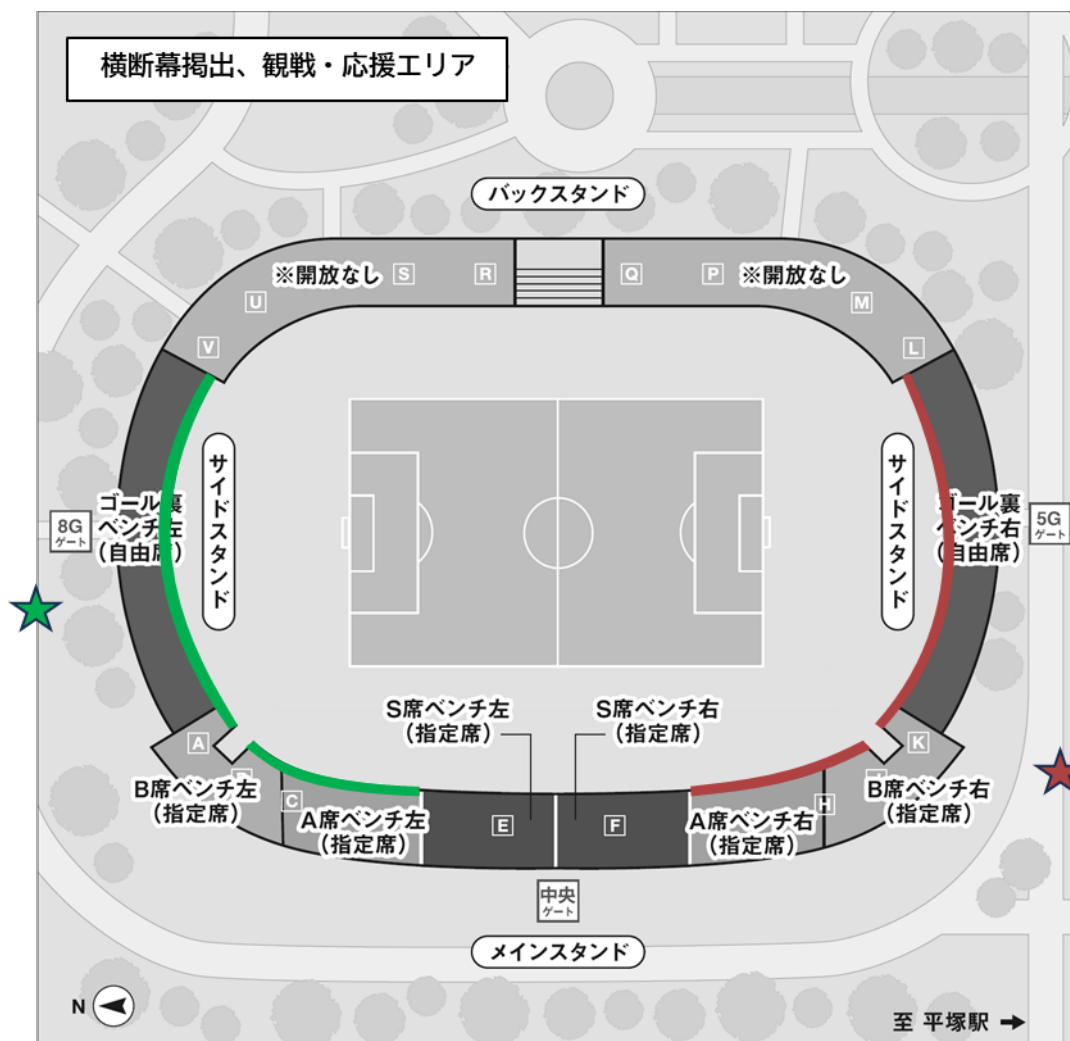 横断幕掲出、観戦・応援エリア
バックスタンド
※開放なし
S
R
Q
P
※開放なし
U
M
V
L
サイドスタンド
サイドスタンド
8G
ゲート
ゴール裏
ベンチ左
(自由席)
ゴール裏
ベンチ右
(自由席)
5G
ゲート
S席ベンチ左
(指定席)
S席ベンチ右
(指定席)
A
K
B席ベンチ左
(指定席)
C
A席ベンチ左
(指定席)
E
F
A席ベンチ右
(指定席)
H
B席ベンチ右
(指定席)
中央
ゲート
メインスタンド
N
至 平塚駅